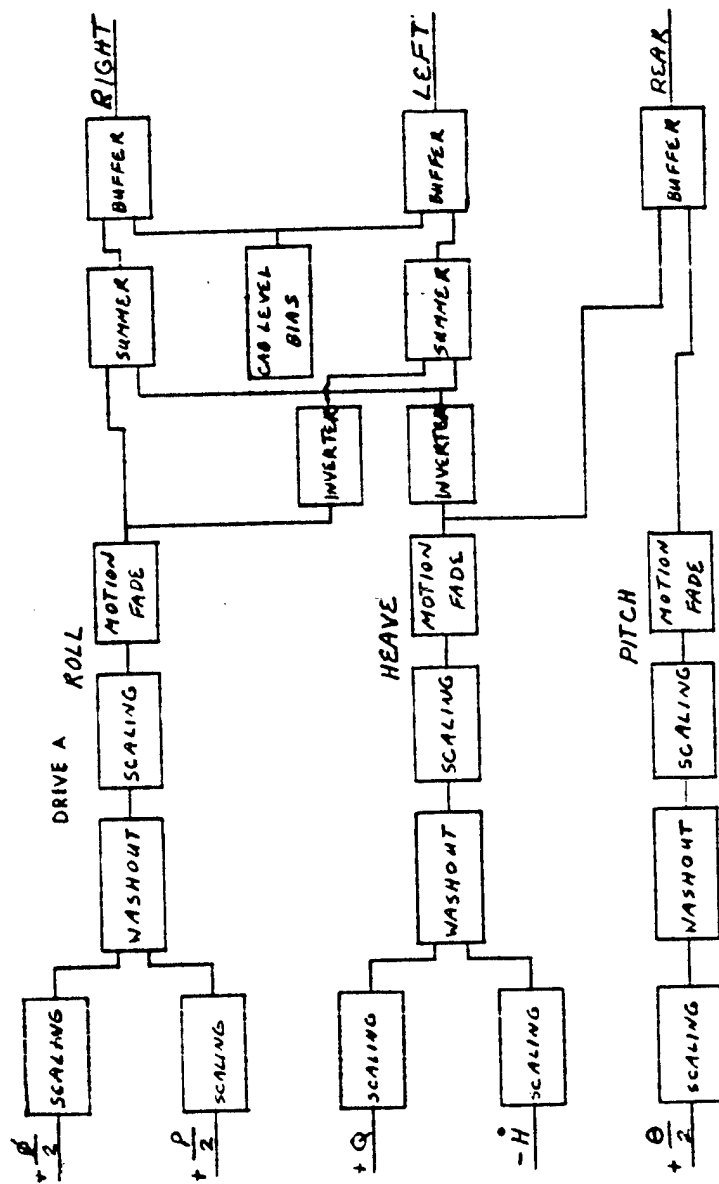 DRIVE A
ROLL
+ ø/2
SCALING
+ P/2
SCALING
WASHOUT
SCALING
MOTION FADE
SUMMER
BUFFER
RIGHT
INVERTER
CAB LEVEL BIAS
HEAVE
+ Q
SCALING
- Ḣ
SCALING
WASHOUT
SCALING
MOTION FADE
INVERTER
SUMMER
BUFFER
LEFT
PITCH
+ θ/2
SCALING
WASHOUT
SCALING
MOTION FADE
BUFFER
REAR